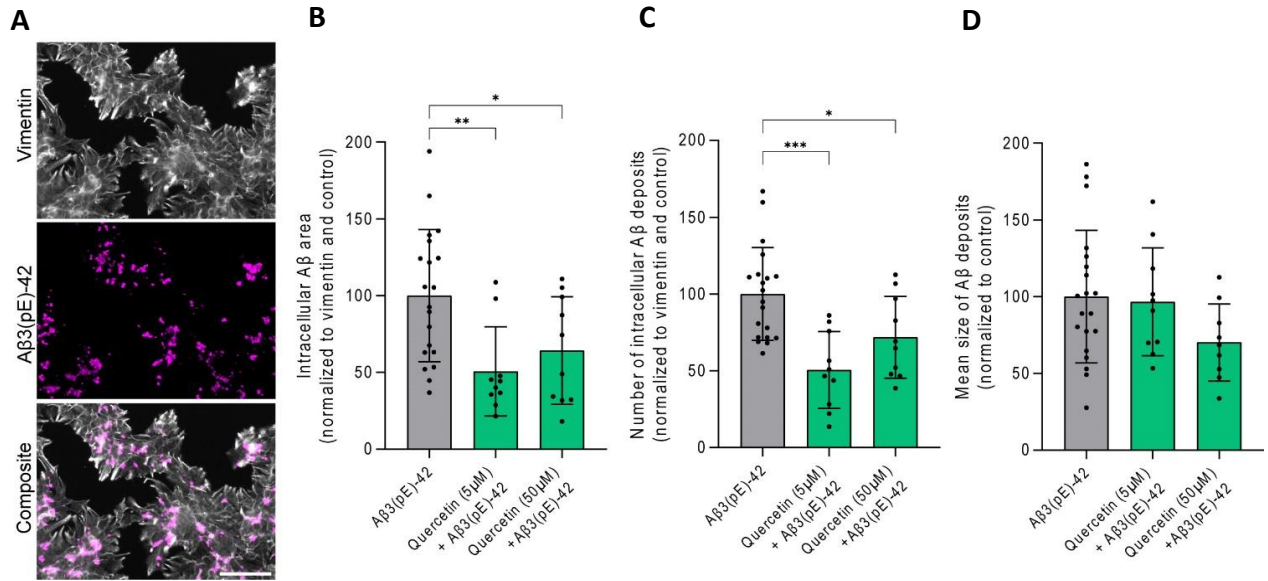 A
Vimentin
Aβ3(pE)-42
Composite
B
Intracellular Aβ area
(normalized to vimentin and control)
200
150
100
50
0
**
*
Aβ3(pE)-42
Quercetin (5µM)
+ Aβ3(pE)-42
Quercetin (50µM)
+Aβ3(pE)-42
C
Number of intracellular Aβ deposits
(normalized to vimentin and control)
200
150
100
50
0
***
*
Aβ3(pE)-42
Quercetin (5µM)
+ Aβ3(pE)-42
Quercetin (50µM)
+Aβ3(pE)-42
D
Mean size of Aβ deposits
(normalized to control)
200
150
100
50
0
Aβ3(pE)-42
Quercetin (5µM)
+ Aβ3(pE)-42
Quercetin (50µM)
+Aβ3(pE)-42